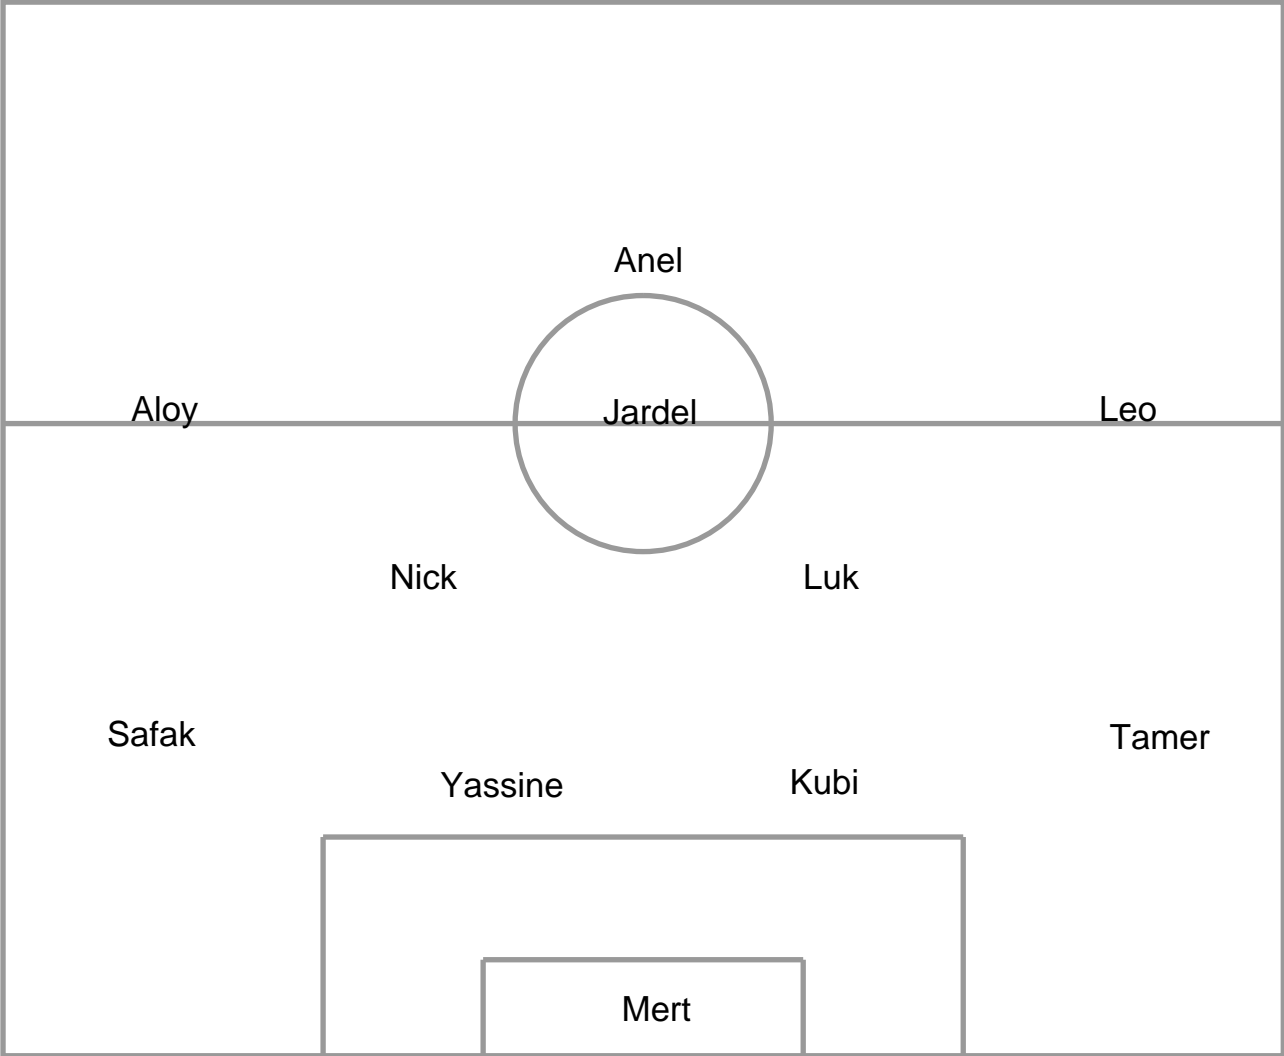 Anel
Aloy
Jardel
Leo
Nick
Luk
Safak
Tamer
Yassine
Kubi
Mert